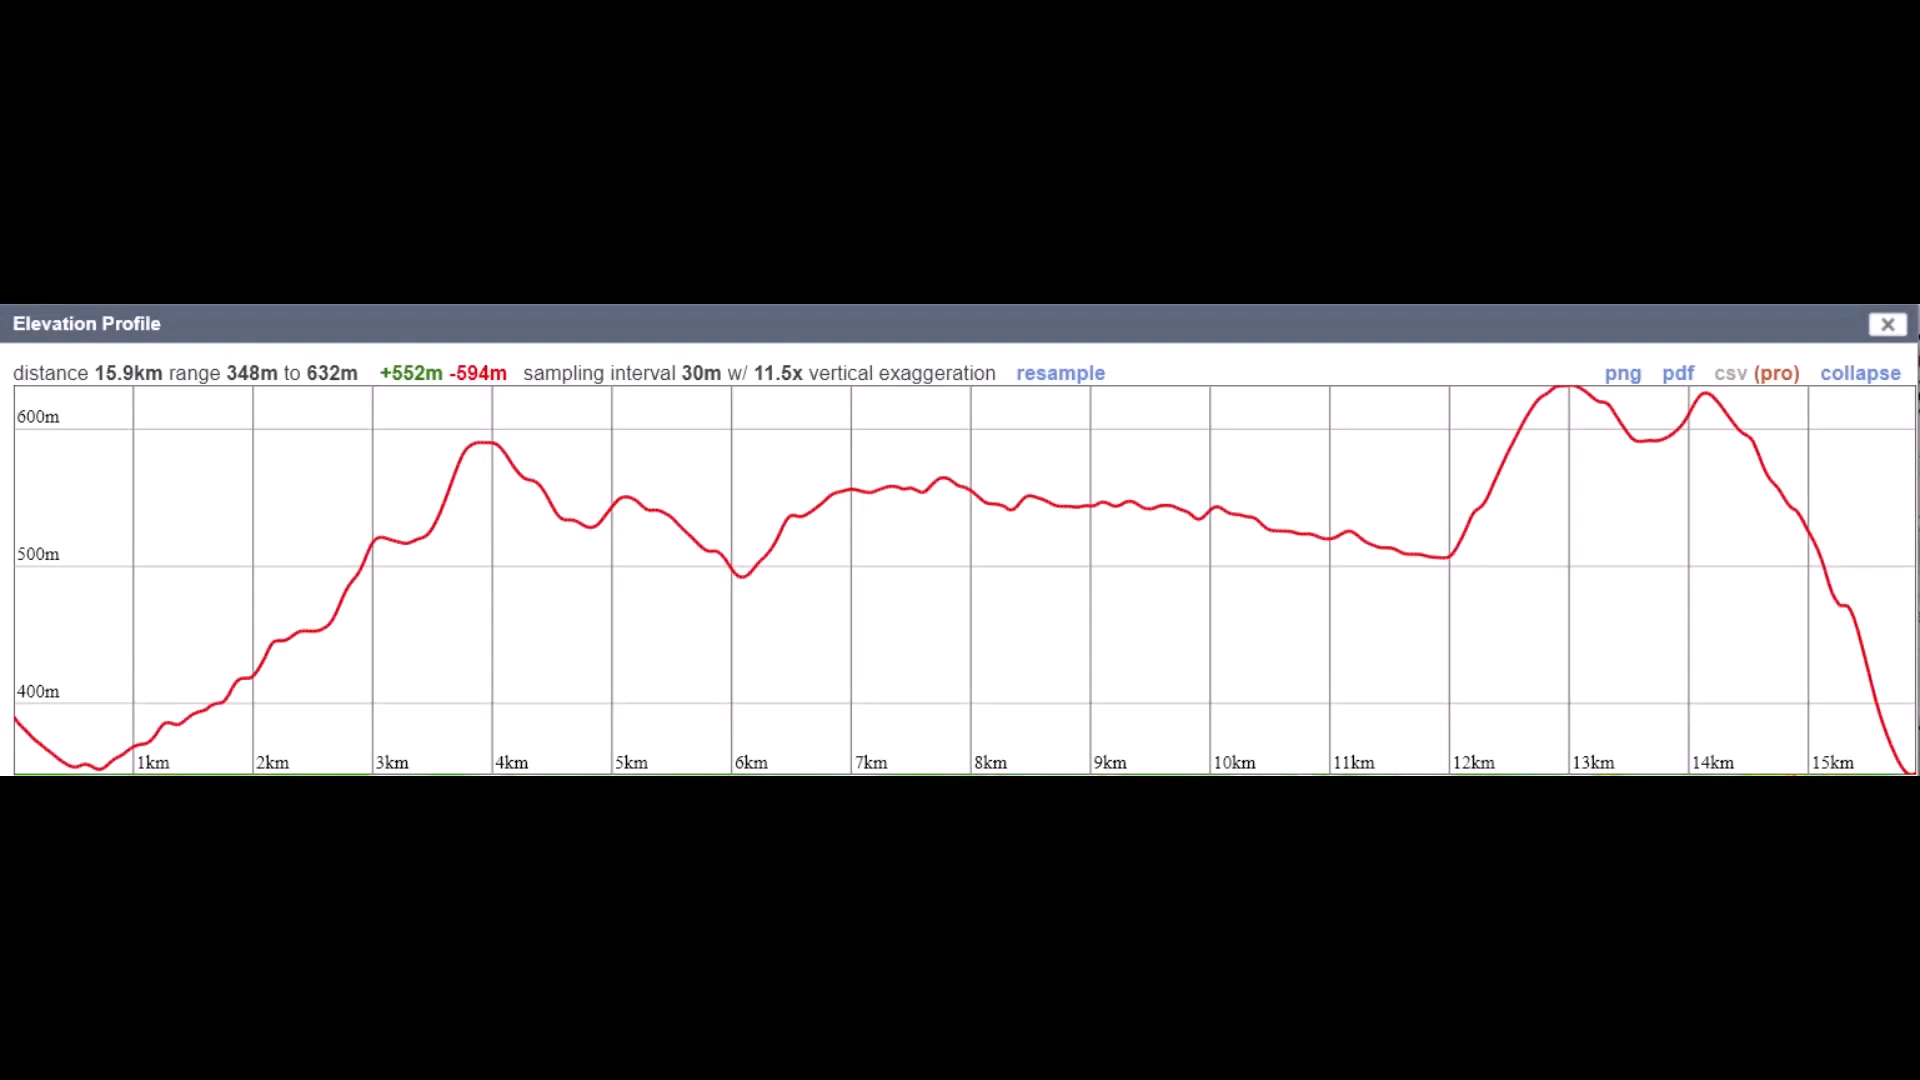 Elevation Profile
distance 15.9km range 348m to 632m +552m -594m sampling interval 30m w/ 11.5x vertical exaggeration resample png pdf csv (pro) collapse
600m
500m
400m
1km 2km 3km 4km 5km 6km 7km 8km 9km 10km 11km 12km 13km 14km 15km